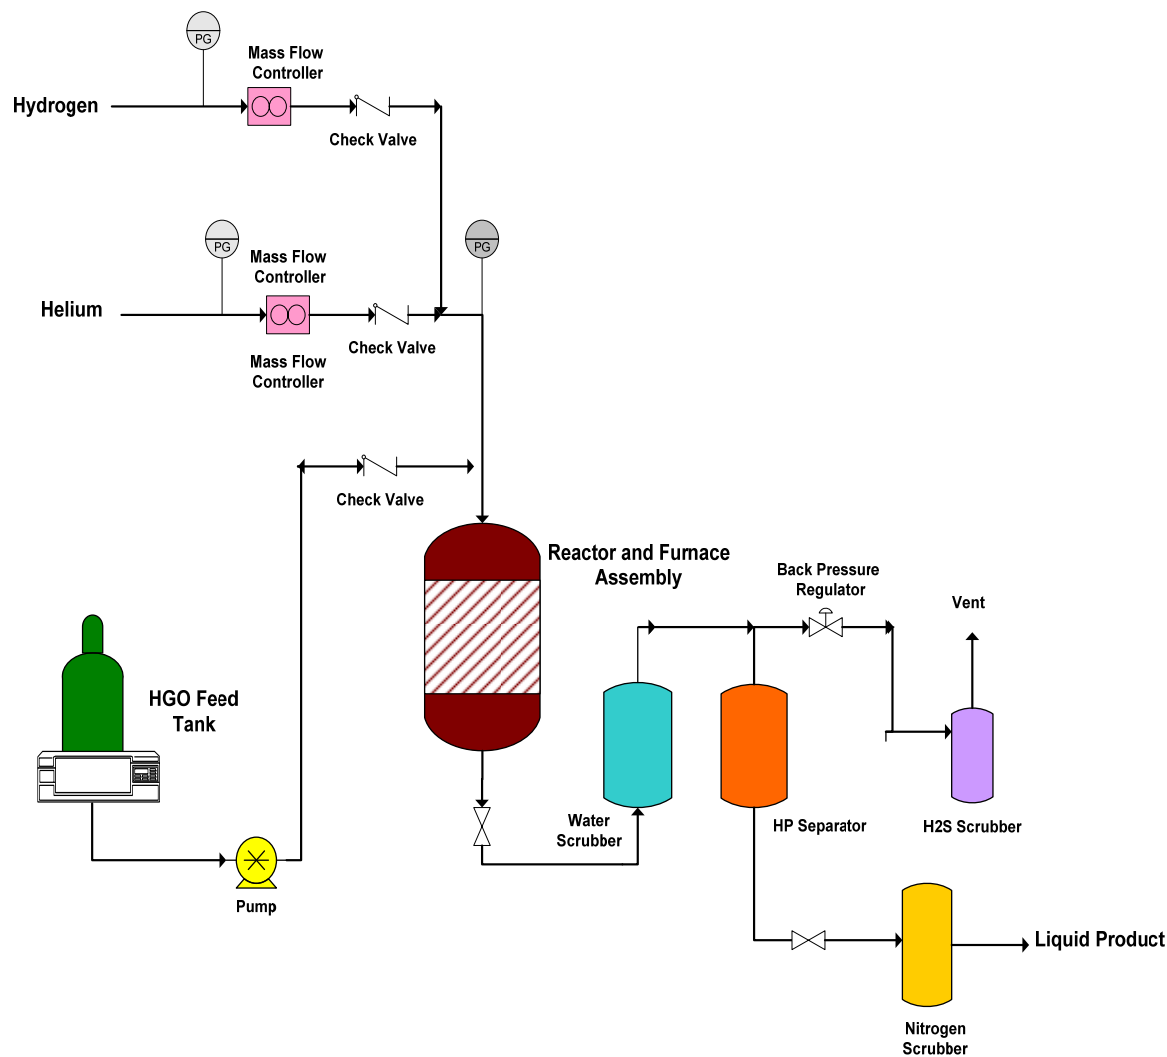 PG
Mass Flow
Controller
Hydrogen
Check Valve
PG
Mass Flow
Controller
PG
Helium
Check Valve
Mass Flow
Controller
Check Valve
Reactor and Furnace
Assembly
Back Pressure
Regulator
Vent
HGO Feed
Tank
Water
Scrubber
HP Separator
H2S Scrubber
Pump
Liquid Product
Nitrogen
Scrubber